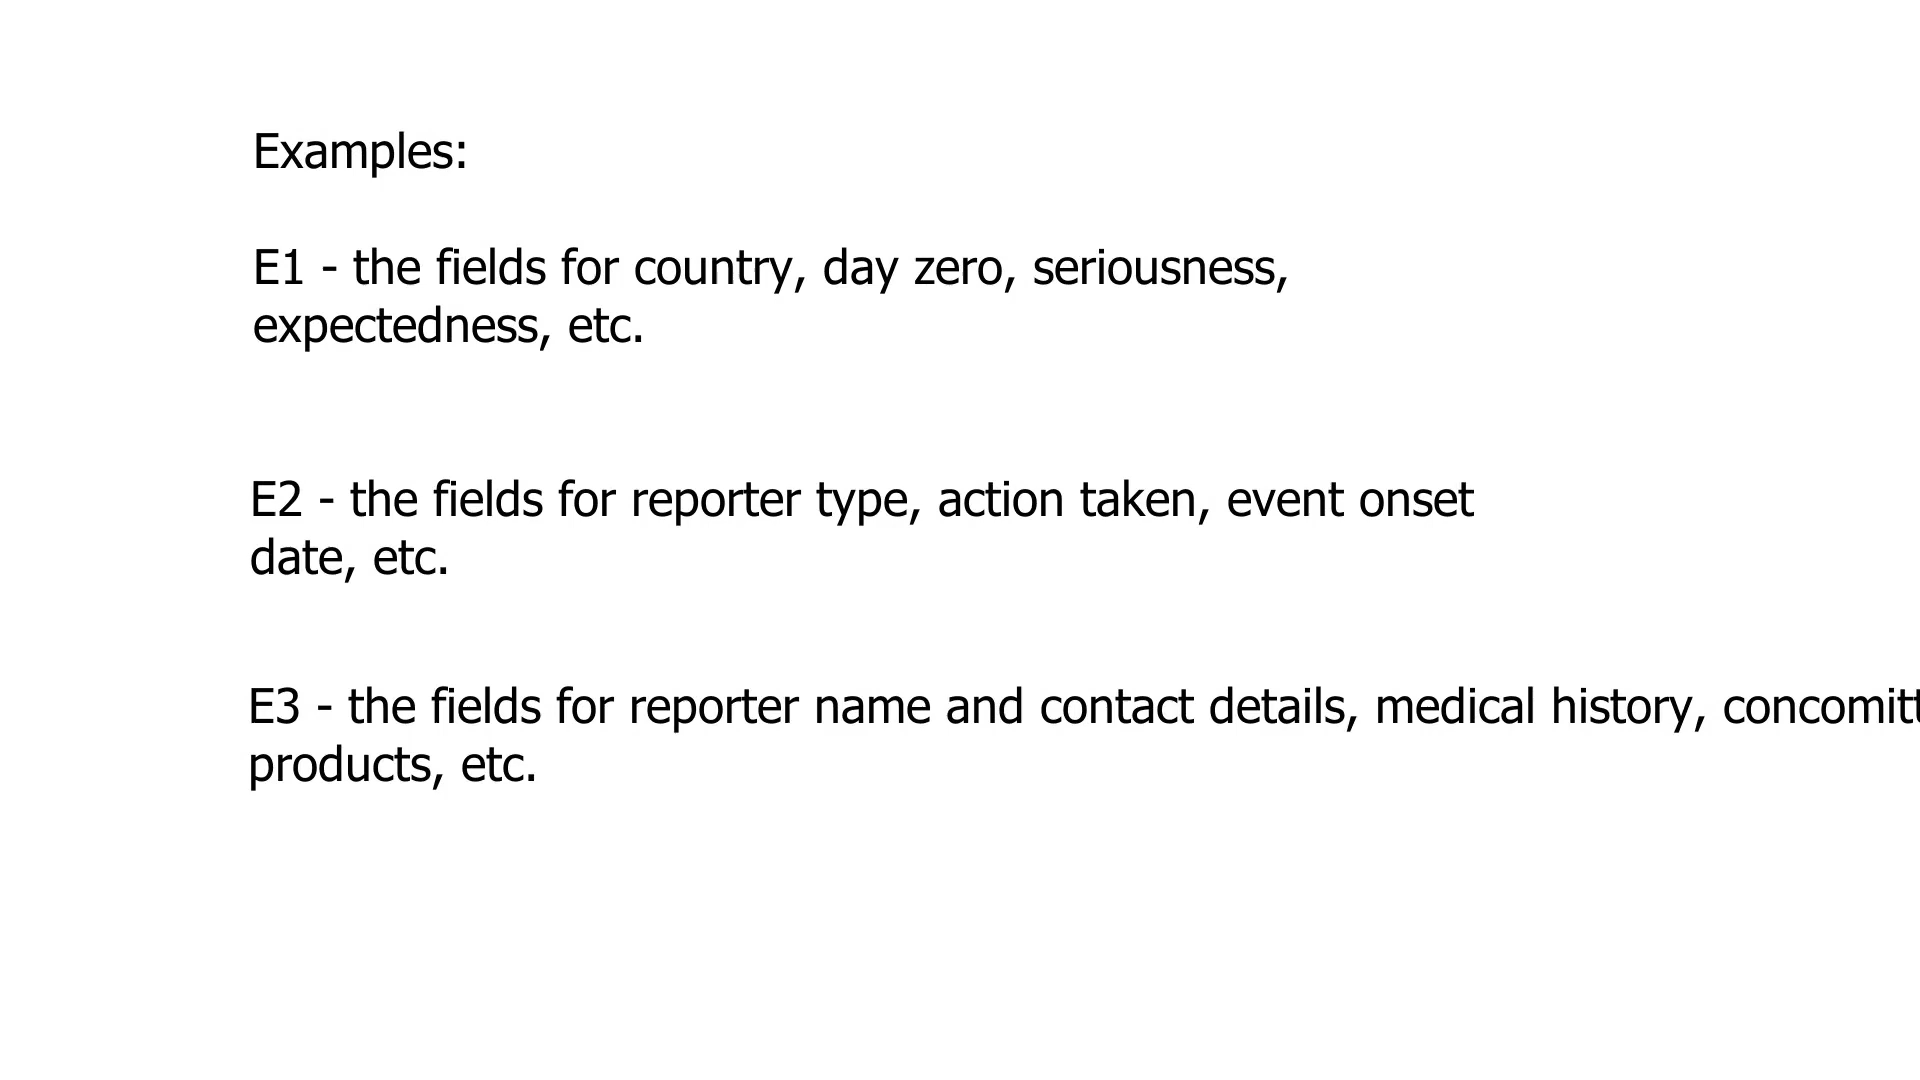 Examples:
E1 - the fields for country, day zero, seriousness,
expectedness, etc.
E2 - the fields for reporter type, action taken, event onset
date, etc.
E3 - the fields for reporter name and contact details, medical history,
products, etc.